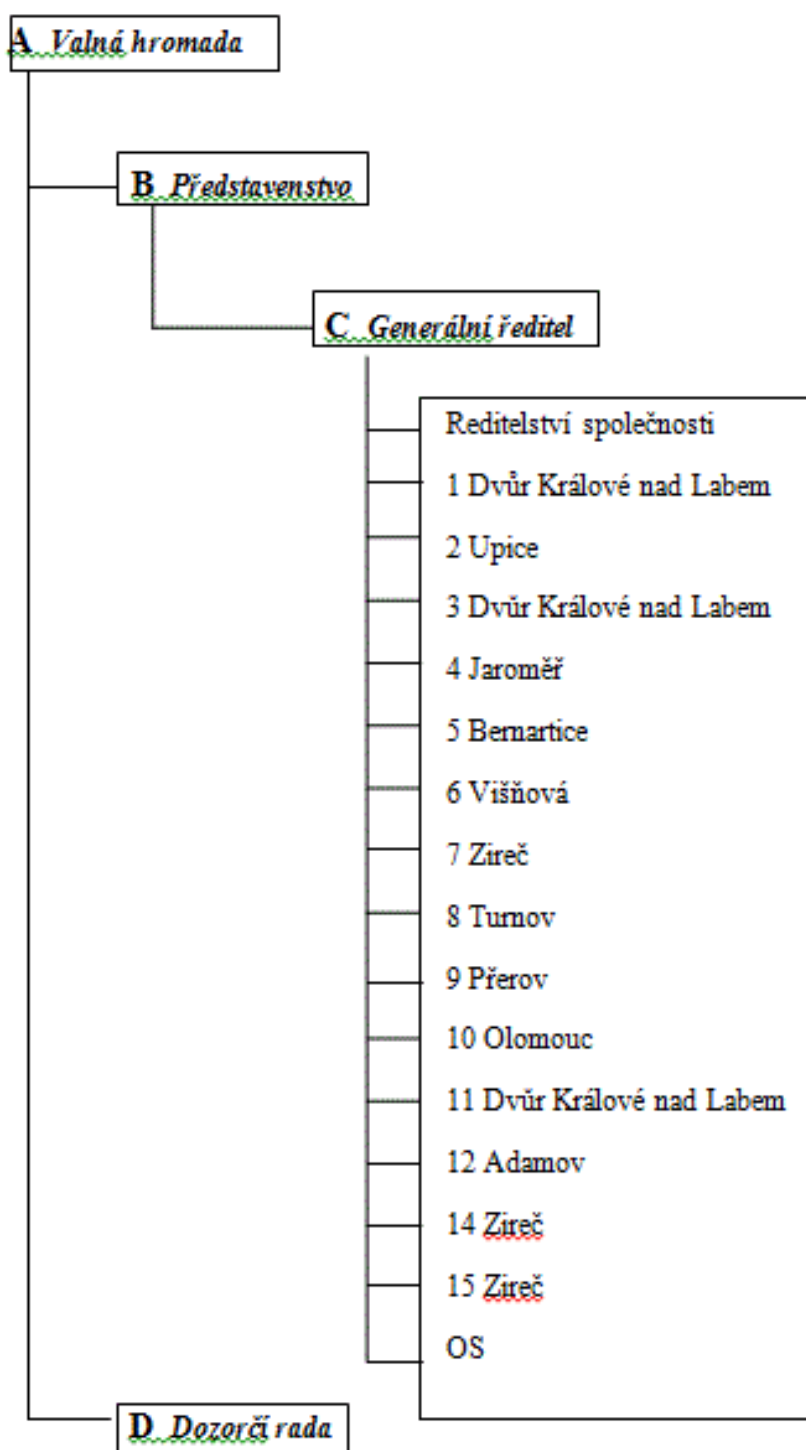 A Valná hromada
B Představenstvo
C Generální ředitel
Reditelství společnosti
1 Dvůr Králové nad Labem
2 Upice
3 Dvůr Králové nad Labem
4 Jaroměř
5 Bernartice
6 Višňová
7 Zireč
8 Turnov
9 Přerov
10 Olomouc
11 Dvůr Králové nad Labem
12 Adamov
14 Zireč
15 Zireč
OS
D Dozorčí rada